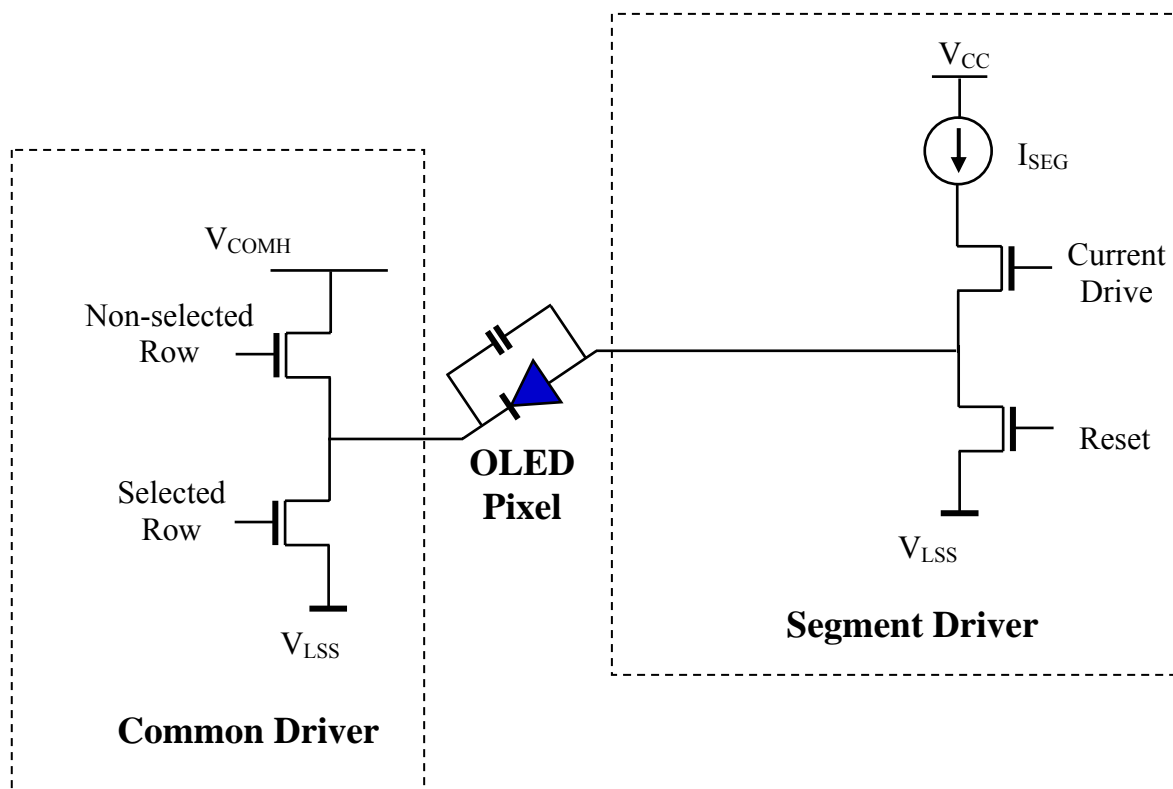 V_CC
I_SEG
Current
Drive
Reset
V_LSS
Segment Driver
V_COMH
Non-selected
Row
Selected
Row
V_LSS
Common Driver
OLED
Pixel